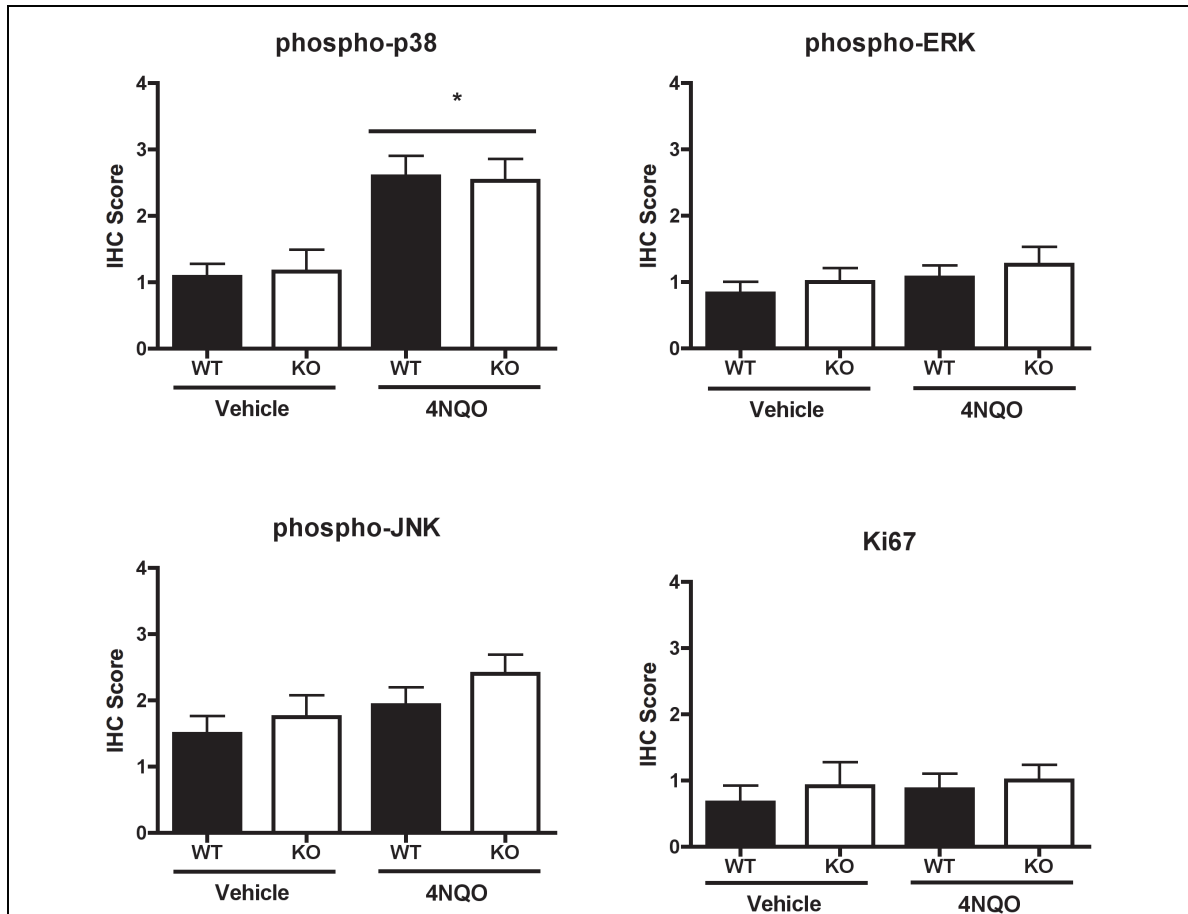 phospho-p38
*
IHC Score
4
3
2
1
0
WT KO WT KO
Vehicle 4NQO
phospho-ERK
IHC Score
4
3
2
1
0
WT KO WT KO
Vehicle 4NQO
phospho-JNK
IHC Score
4
3
2
1
0
WT KO WT KO
Vehicle 4NQO
Ki67
IHC Score
4
3
2
1
0
WT KO WT KO
Vehicle 4NQO